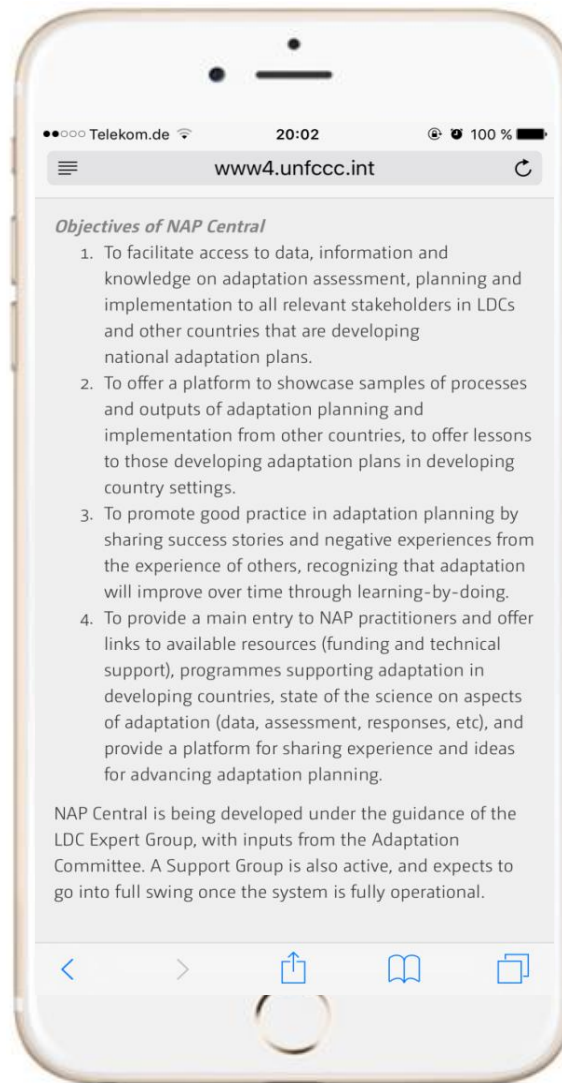 Telekom.de 20:02 100 %
www4.unfccc.int
Objectives of NAP Central
1. To facilitate access to data, information and
knowledge on adaptation assessment, planning and
implementation to all relevant stakeholders in LDCs
and other countries that are developing
national adaptation plans.
2. To offer a platform to showcase samples of processes
and outputs of adaptation planning and
implementation from other countries, to offer lessons
to those developing adaptation plans in developing
country settings.
3. To promote good practice in adaptation planning by
sharing success stories and negative experiences from
the experience of others, recognizing that adaptation
will improve over time through learning-by-doing.
4. To provide a main entry to NAP practitioners and offer
links to available resources (funding and technical
support), programmes supporting adaptation in
developing countries, state of the science on aspects
of adaptation (data, assessment, responses, etc), and
provide a platform for sharing experience and ideas
for advancing adaptation planning.
NAP Central is being developed under the guidance of the
LDC Expert Group, with inputs from the Adaptation
Committee. A Support Group is also active, and expects to
go into full swing once the system is fully operational.